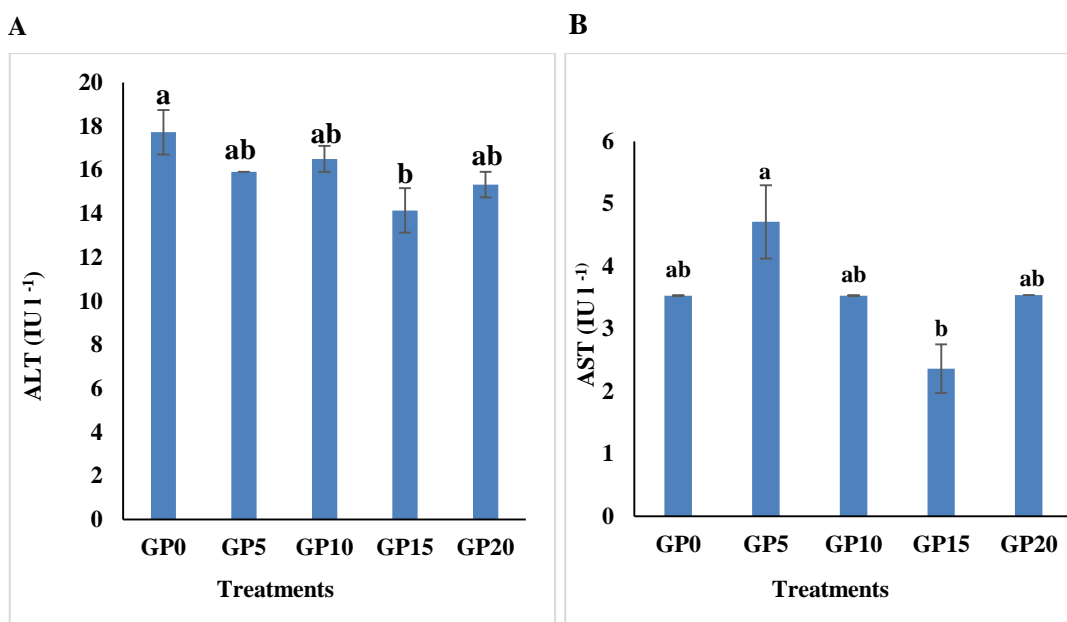 A
B
20
18
16
14
12
10
8
6
4
2
0
ALT (IU l -1)
a
ab
ab
b
ab
GP0 GP5 GP10 GP15 GP20
Treatments
6
5
4
3
2
1
0
AST (IU l -1)
ab
a
ab
b
ab
GP0 GP5 GP10 GP15 GP20
Treatments